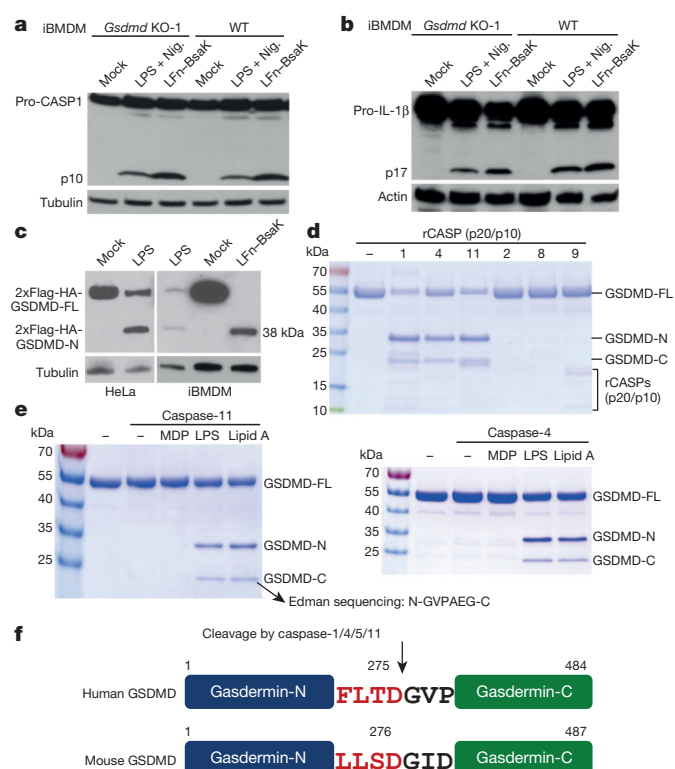 a
iBMDM Gsdmd KO-1 WT
Mock LPS + Nig. LFn–BsaK Mock LPS + Nig. LFn–BsaK
Pro-CASP1
p10
Tubulin
b
iBMDM Gsdmd KO-1 WT
Mock LPS + Nig. LFn–BsaK Mock LPS + Nig. LFn–BsaK
Pro-IL-1β
p17
Actin
c
Mock LPS LPS Mock LFn–BsaK
2xFlag-HA-
GSDMD-FL
2xFlag-HA-
GSDMD-N
38 kDa
Tubulin
HeLa iBMDM
d
rCASP (p20/p10)
kDa – 1 4 11 2 8 9
70
55
40
35
25
15
10
GSDMD-FL
GSDMD-N
GSDMD-C
rCASPs
(p20/p10)
e
Caspase-11
kDa – – MDP LPS Lipid A
70
55
40
35
25
GSDMD-FL
GSDMD-N
GSDMD-C
Edman sequencing: N-GVPAEG-C
Caspase-4
kDa – – MDP LPS Lipid A
70
55
40
35
25
GSDMD-FL
GSDMD-N
GSDMD-C
f
Cleavage by caspase-1/4/5/11
1 275 484
Human GSDMD Gasdermin-N FLTDGVP Gasdermin-C
1 276 487
Mouse GSDMD Gasdermin-N LLSDGID Gasdermin-C